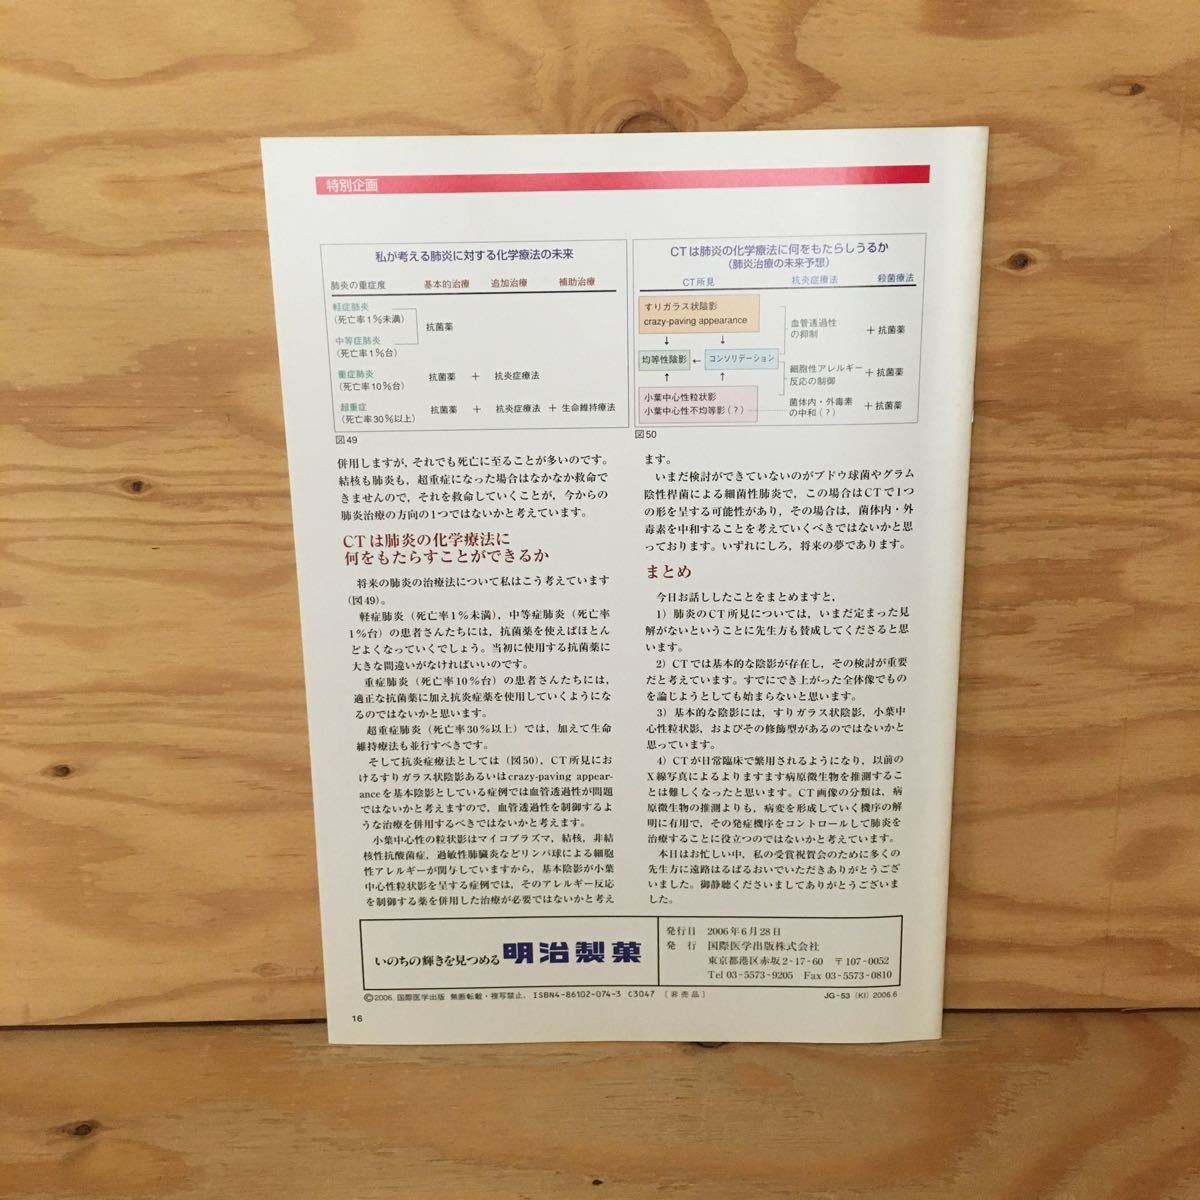 特別企画
私が考える肺炎に対する化学療法の未来
肺炎の重症度 基本的治療 追加治療 補助治療
軽症肺炎
(死亡率1%未満)
抗菌薬
中等症肺炎
(死亡率1%台)
重症肺炎
(死亡率10%台)
抗菌薬 + 抗炎症療法
超重症
(死亡率30%以上)
抗菌薬 + 抗炎症療法 + 生命維持療法
図49
CTは肺炎の化学療法に何をもたらしうるか
(肺炎治療の未来予想)
CT所見 抗炎症療法 殺菌療法
すりガラス状陰影
crazy-paving appearance
血管透過性
の抑制
+ 抗菌薬
均等性陰影 ← コンソリデーション
細胞性アレルギー
反応の制御
+ 抗菌薬
小葉中心性粒状影
小葉中心性不均等影(?)
菌体内・外毒素
の中和(?)
+ 抗菌薬
図50
併用しますが，それでも死亡に至ることが多いのです。
結核も肺炎も，超重症になった場合はなかなか救命で
きませんので，それを救命していくことが，今からの
肺炎治療の方向の1つではないかと考えています。
CTは肺炎の化学療法に
何をもたらすことができるか
将来の肺炎の治療法について私はこう考えています
(図49)。
軽症肺炎（死亡率1％未満），中等症肺炎（死亡率
1％台）の患者さんたちには，抗菌薬を使えばほとん
どよくなっていくでしょう。当初に使用する抗菌薬に
大きな間違いがなければいいのです。
重症肺炎（死亡率10％台）の患者さんたちには，
適正な抗菌薬に加え抗炎症薬を使用していくようにな
るのではないかと思います。
超重症肺炎（死亡率30％以上）では，加えて生命
維持療法も並行すべきです。
そして抗炎症療法としては（図50），CT所見にお
けるすりガラス状陰影あるいはcrazy-paving appear-
anceを基本陰影としている症例では血管透過性が問題
ではないかと考えますので，血管透過性を制御するよ
うな治療を併用するべきではないかと考えます。
小葉中心性の粒状影はマイコプラズマ，結核，非結
核性抗酸菌症，過敏性肺臓炎などリンパ球による細胞
性アレルギーが関与していますから，基本陰影が小葉
中心性粒状影を呈する症例では，そのアレルギー反応
を制御する薬を併用した治療が必要ではないかと考え
ます。
いまだ検討ができていないのがブドウ球菌やグラム
陰性桿菌による細菌性肺炎で，この場合はCTで1つ
の形を呈する可能性があり，その場合は，菌体内・外
毒素を中和することを考えていくべきではないかと思
っております。いずれにしろ，将来の夢であります。
まとめ
今日お話ししたことをまとめますと，
1）肺炎のCT所見については，いまだ定まった見
解がないということに先生方も賛成してくださると思
います。
2）CTでは基本的な陰影が存在し，その検討が重要
だと考えています。すでにでき上がった全体像でもの
を論じようとしても始まらないと思います。
3）基本的な陰影には，すりガラス状陰影，小葉中
心性粒状影，およびその修飾型があるのではないかと
思っています。
4）CTが日常臨床で繁用されるようになり，以前の
X線写真によるよりますます病原微生物を推測するこ
とは難しくなったと思います。CT画像の分類は，病
原微生物の推測よりも，病変を形成していく機序の解
明に有用で，その発症機序をコントロールして肺炎を
治療することに役立つのではないかと考えています。
本日はお忙しい中，私の受賞祝賀会のために多くの
先生方に遠路はるばるおいでいただきありがとうござ
いました。御静聴くださいましてありがとうございま
した。
いのちの輝きを見つめる 明治製菓
発行日 2006年6月28日
発 行 国際医学出版株式会社
東京都港区赤坂2-17-60 〒107-0052
Tel 03-5573-9205 Fax 03-5573-0810
©2006. 国際医学出版 無断転載・複写禁止. ISBN4-86102-074-3 C3047 [非売品]
JG-53 (KI) 2006.6
16